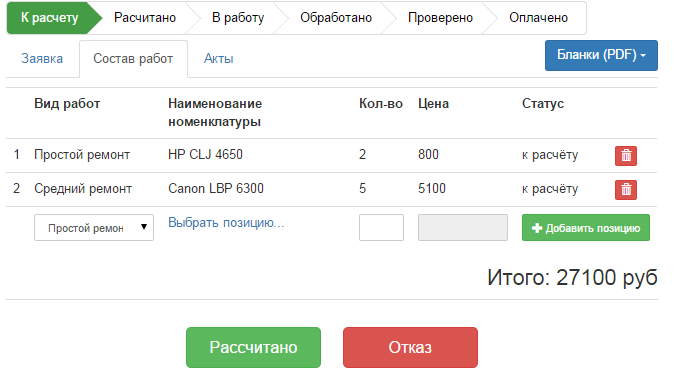 К расчету Расчитано В работу Обработано Проверено Оплачено
Заявка Состав работ Акты Бланки (PDF)
Вид работ Наименование номенклатуры Кол-во Цена Статус
1 Простой ремонт HP CLJ 4650 2 800 к расчёту
2 Средний ремонт Canon LBP 6300 5 5100 к расчёту
Простой ремон Выбрать позицию... Добавить позицию
Итого: 27100 руб
Рассчитано Отказ